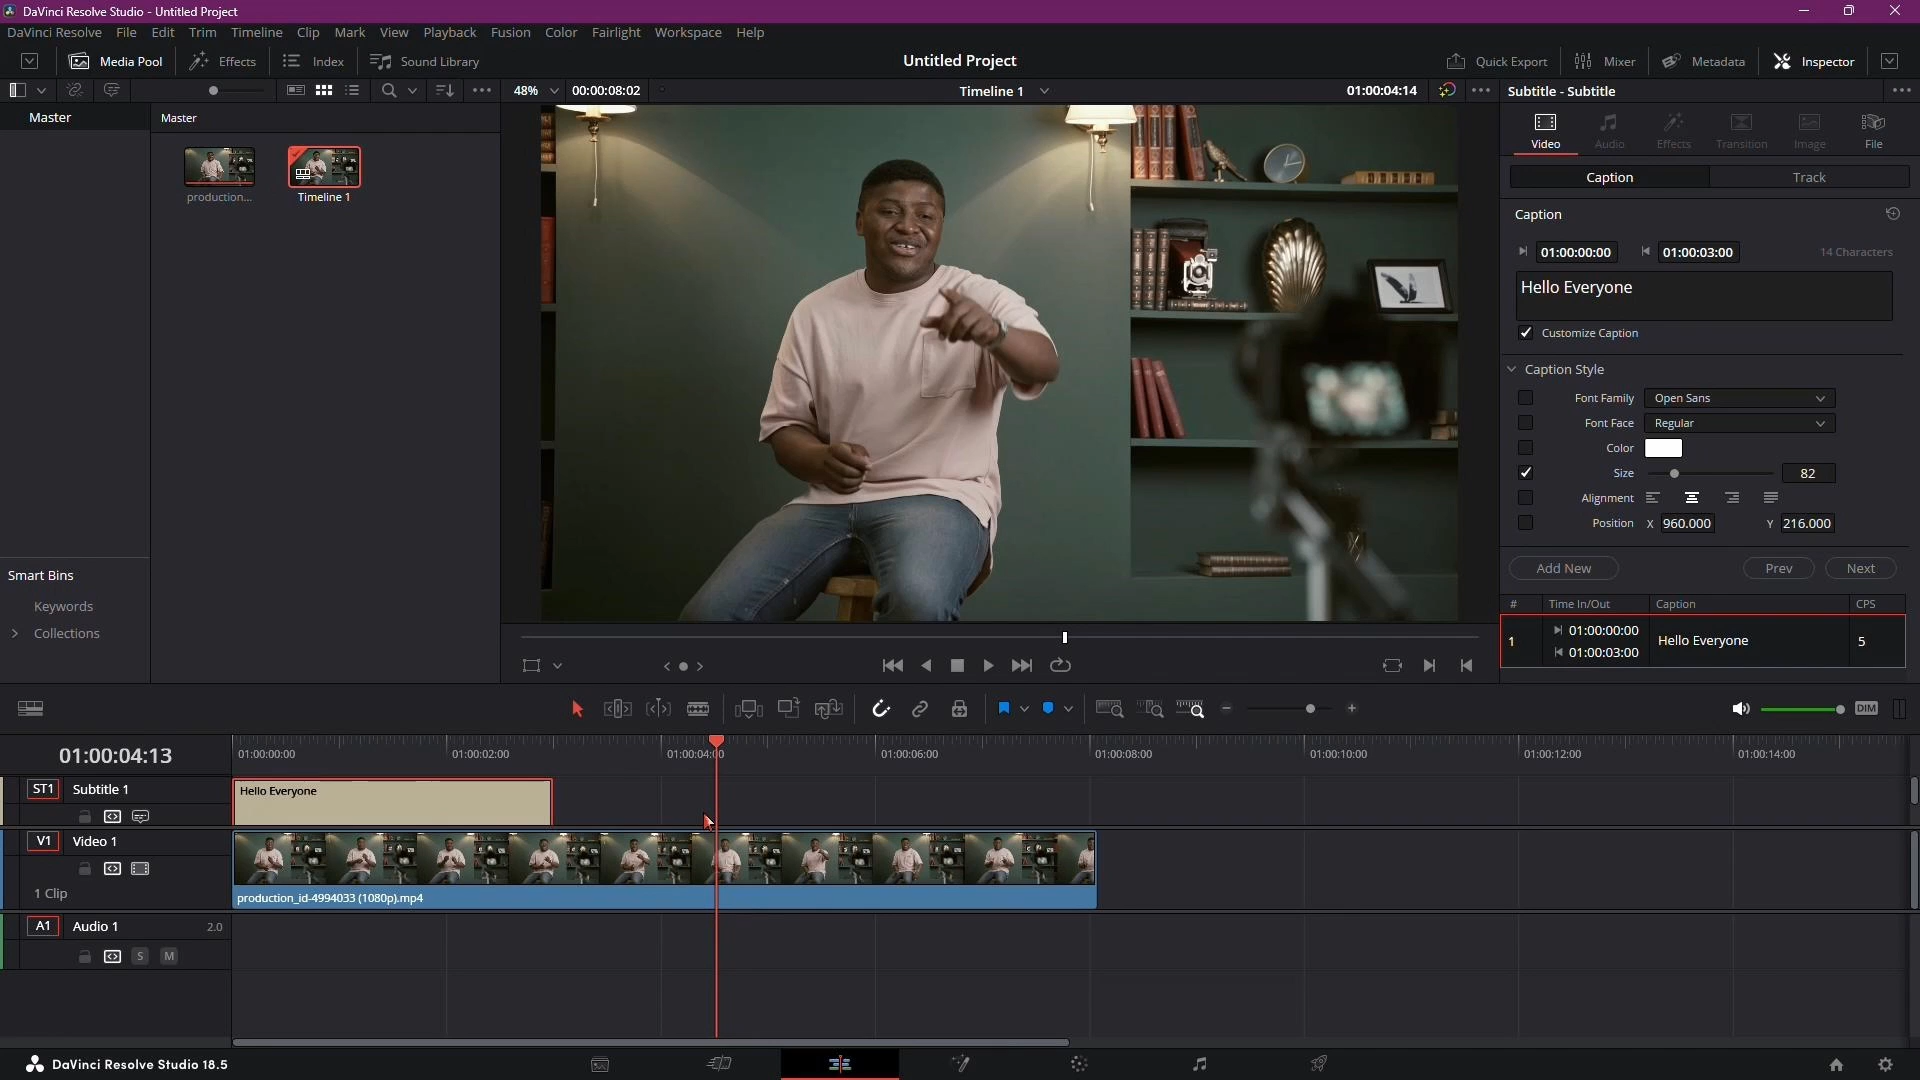 DaVinci Resolve Studio - Untitled Project
DaVinci Resolve File Edit Trim Timeline Clip Mark View Playback Fusion Color Fairlight Workspace Help
Media Pool Effects Index Sound Library Untitled Project Quick Export Mixer Metadata Inspector
48% 00:00:08:02 Timeline 1 01:00:04:14 Subtitle - Subtitle
Master Master
production... Timeline 1
Video Audio Effects Transition Image File
Caption Track
Caption
01:00:00:00 01:00:03:00 14 Characters
Hello Everyone
Customize Caption
Caption Style
Font Family Open Sans
Font Face Regular
Color
Size 82
Alignment
Position X 960.000 Y 216.000
Add New Prev Next
Smart Bins
Keywords
Collections
# Time In/Out Caption CPS
1 01:00:00:00 Hello Everyone 5
01:00:03:00
DIM
01:00:04:13 01:00:00:00 01:00:02:00 01:00:04:00 01:00:06:00 01:00:08:00 01:00:10:00 01:00:12:00 01:00:14:00
ST1 Subtitle 1 Hello Everyone
V1 Video 1
1 Clip production_id-4994033 (1080p).mp4
A1 Audio 1 2.0
S M
DaVinci Resolve Studio 18.5